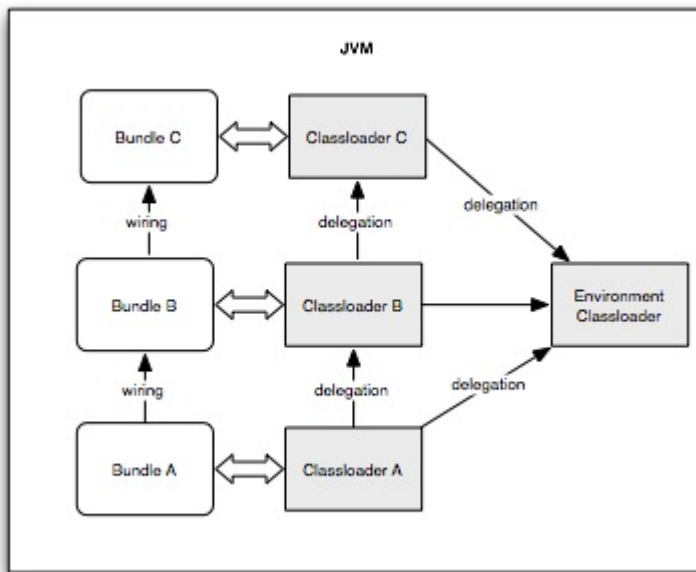 JVM
Bundle C
Classloader C
wiring
delegation
delegation
Bundle B
Classloader B
Environment
Classloader
wiring
delegation
delegation
Bundle A
Classloader A